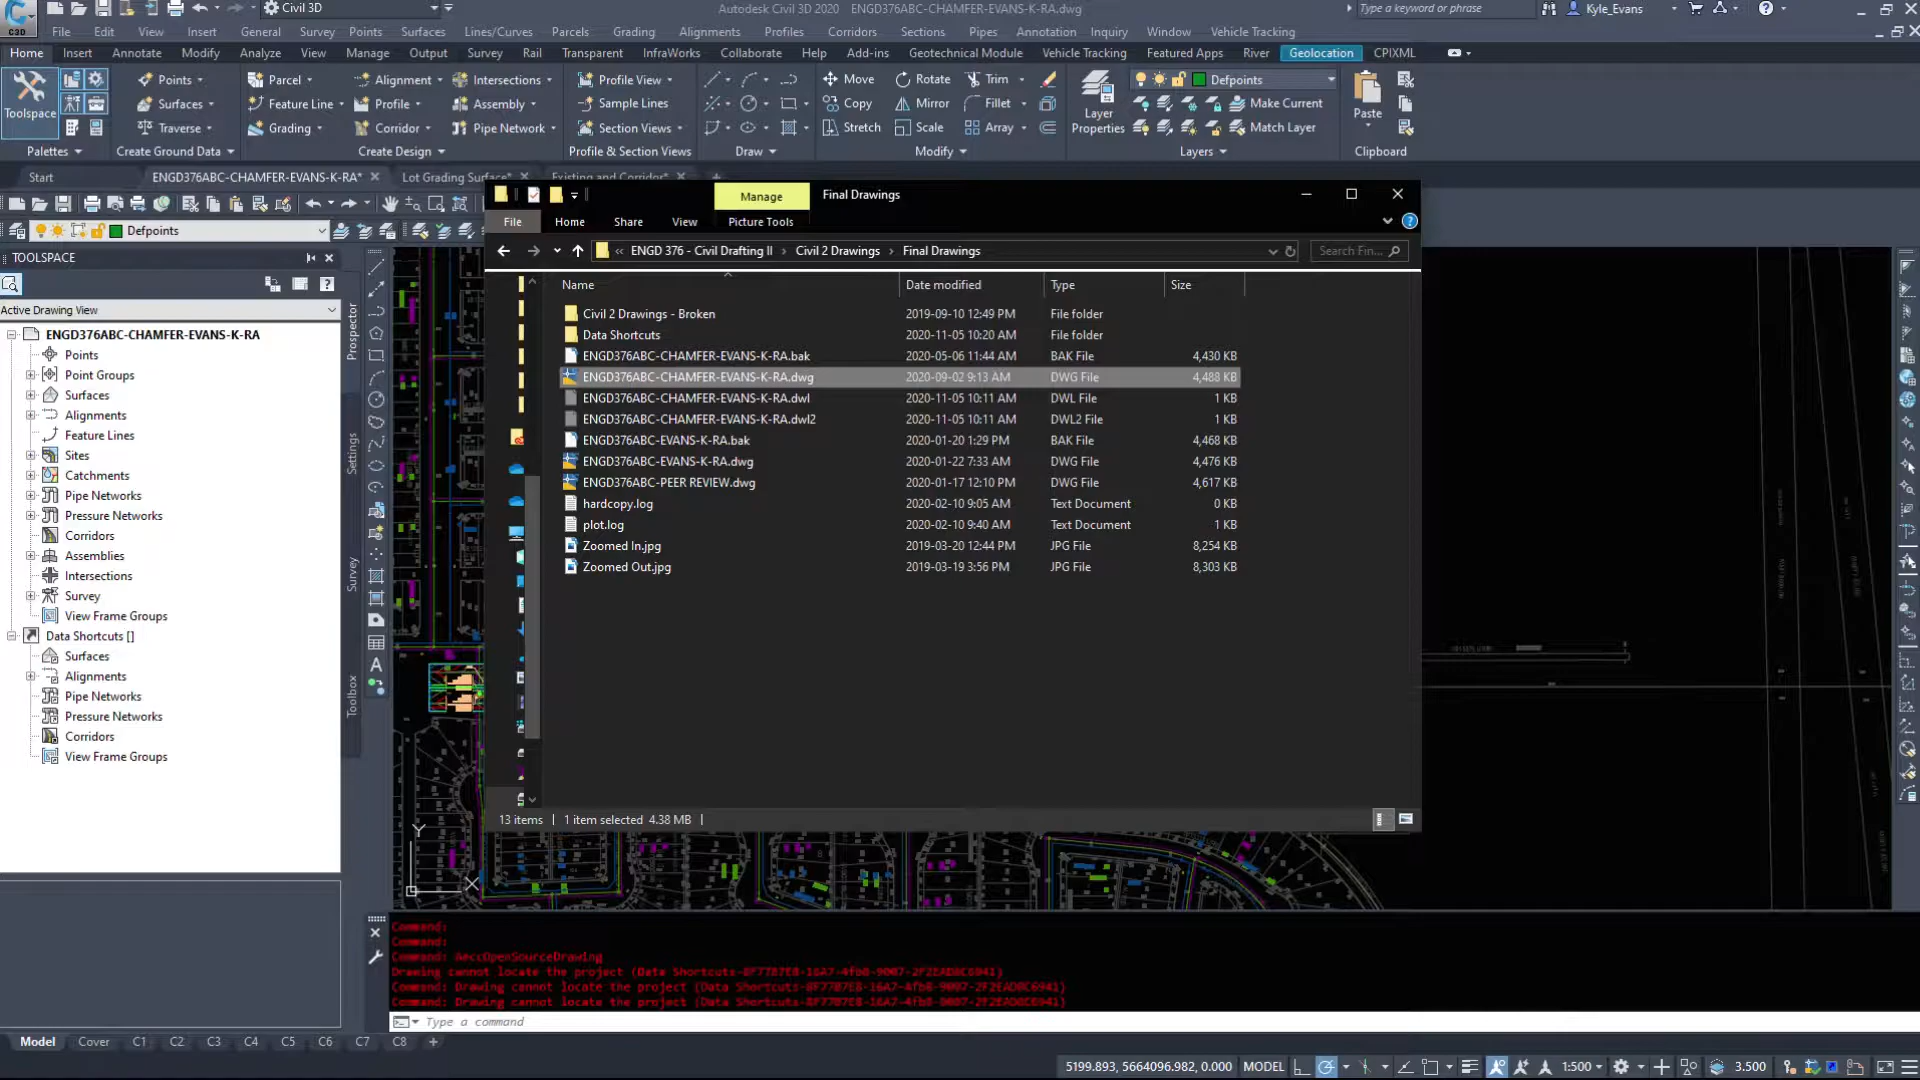 Civil 3D
Autodesk Civil 3D 2020 ENGD376ABC-CHAMFER-EVANS-K-RA.dwg
Type a keyword or phrase
Kyle_Evans
C3D
File Edit View Insert General Survey Points Surfaces Lines/Curves Parcels Grading Alignments Profiles Corridors Sections Pipes Annotation Inquiry Window Vehicle Tracking
Home Insert Annotate Modify Analyze View Manage Output Survey Rail Transparent InfraWorks Collaborate Help Add-ins Geotechnical Module Vehicle Tracking Featured Apps River Geolocation CPIXML
Points Parcel Alignment Intersections Profile View Move Rotate Trim Defpoints
Toolspace Surfaces Feature Line Profile Assembly Sample Lines Copy Mirror Fillet Layer Properties Make Current Paste
Traverse Grading Corridor Pipe Network Section Views Stretch Scale Array Match Layer
Palettes Create Ground Data Create Design Profile & Section Views Draw Modify Layers Clipboard
Start ENGD376ABC-CHAMFER-EVANS-K-RA* Lot Grading Surface* Existing and Corridor*
Defpoints
TOOLSPACE
Active Drawing View
ENGD376ABC-CHAMFER-EVANS-K-RA
Points
Point Groups
Surfaces
Alignments
Feature Lines
Sites
Catchments
Pipe Networks
Pressure Networks
Corridors
Assemblies
Intersections
Survey
View Frame Groups
Data Shortcuts []
Surfaces
Alignments
Pipe Networks
Pressure Networks
Corridors
View Frame Groups
Prospector
Settings
Survey
Toolbox
Manage Final Drawings
File Home Share View Picture Tools
« ENGD 376 - Civil Drafting II › Civil 2 Drawings › Final Drawings
Search Fin...
Name Date modified Type Size
Civil 2 Drawings - Broken 2019-09-10 12:49 PM File folder
Data Shortcuts 2020-11-05 10:20 AM File folder
ENGD376ABC-CHAMFER-EVANS-K-RA.bak 2020-05-06 11:44 AM BAK File 4,430 KB
ENGD376ABC-CHAMFER-EVANS-K-RA.dwg 2020-09-02 9:13 AM DWG File 4,488 KB
ENGD376ABC-CHAMFER-EVANS-K-RA.dwl 2020-11-05 10:11 AM DWL File 1 KB
ENGD376ABC-CHAMFER-EVANS-K-RA.dwl2 2020-11-05 10:11 AM DWL2 File 1 KB
ENGD376ABC-EVANS-K-RA.bak 2020-01-20 1:29 PM BAK File 4,468 KB
ENGD376ABC-EVANS-K-RA.dwg 2020-01-22 7:33 AM DWG File 4,476 KB
ENGD376ABC-PEER REVIEW.dwg 2020-01-17 12:10 PM DWG File 4,617 KB
hardcopy.log 2020-02-10 9:05 AM Text Document 0 KB
plot.log 2020-02-10 9:40 AM Text Document 1 KB
Zoomed In.jpg 2019-03-20 12:44 PM JPG File 8,254 KB
Zoomed Out.jpg 2019-03-19 3:56 PM JPG File 8,303 KB
13 items 1 item selected 4.38 MB
Y
X
Command:
Command:
Command: AeccOpenSourceDrawing
Drawing cannot locate the project (Data Shortcuts-
Command: Drawing cannot locate the project (Data Shortcuts-
Command: Drawing cannot locate the project (Data Shortcuts-
Type a command
Model Cover C1 C2 C3 C4 C5 C6 C7 C8 +
5199.893, 5664096.982, 0.000 MODEL 1:500 3.500